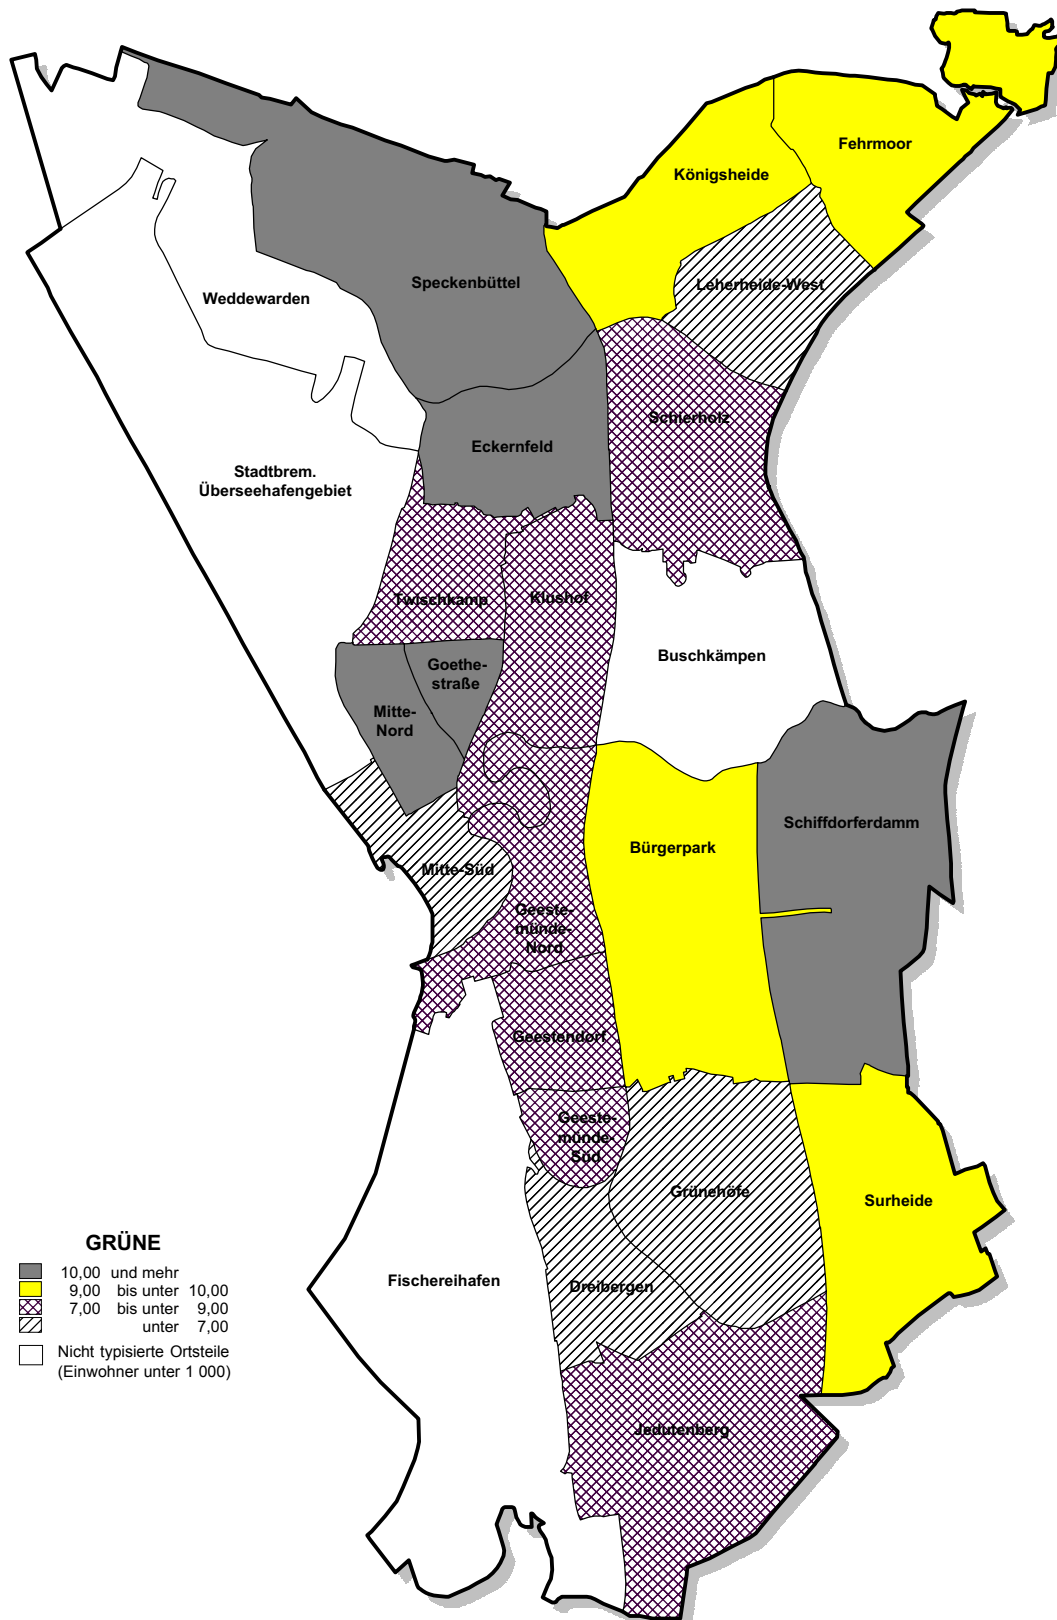 Fehrmoor
Königsheide
Speckenbüttel
Leherheide-West
Weddewarden
Schierholz
Eckernfeld
Stadtbrem.
Überseehafengebiet
Twischkamp
Klushof
Buschkämpen
Goethe-
straße
Mitte-
Nord
Schiffdorferdamm
Bürgerpark
Mitte-Süd
Geeste-
münde-
Nord
Geestendorf
Geeste-
münde-
Süd
Grünehöfe
Surheide
Fischereihafen
Dreibergen
Jedutenberg
GRÜNE
10,00 und mehr
9,00 bis unter 10,00
7,00 bis unter 9,00
unter 7,00
Nicht typisierte Ortsteile
(Einwohner unter 1 000)